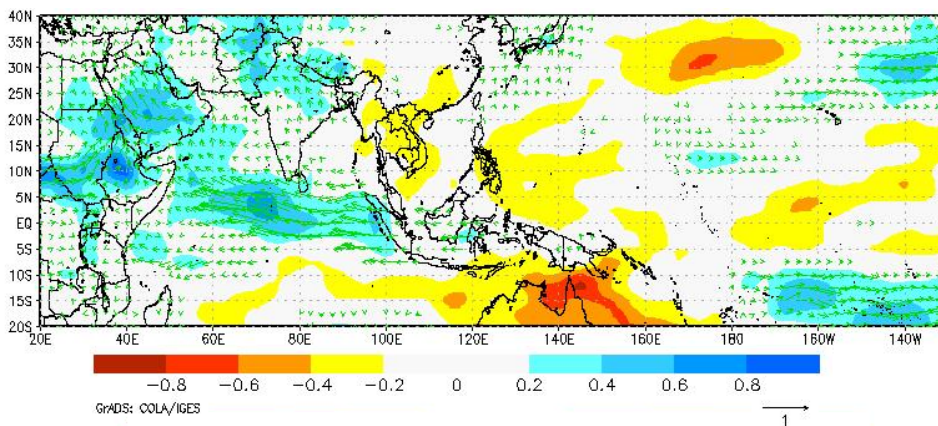 40N
35N
30N
25N
20N
15N
10N
5N
EQ
5S
10S
15S
20S
20E 40E 60E 80E 100E 120E 140E 160E 180 160W 140W
−0.8 −0.6 −0.4 −0.2 0 0.2 0.4 0.6 0.8
GrADS: COLA/IGES
1